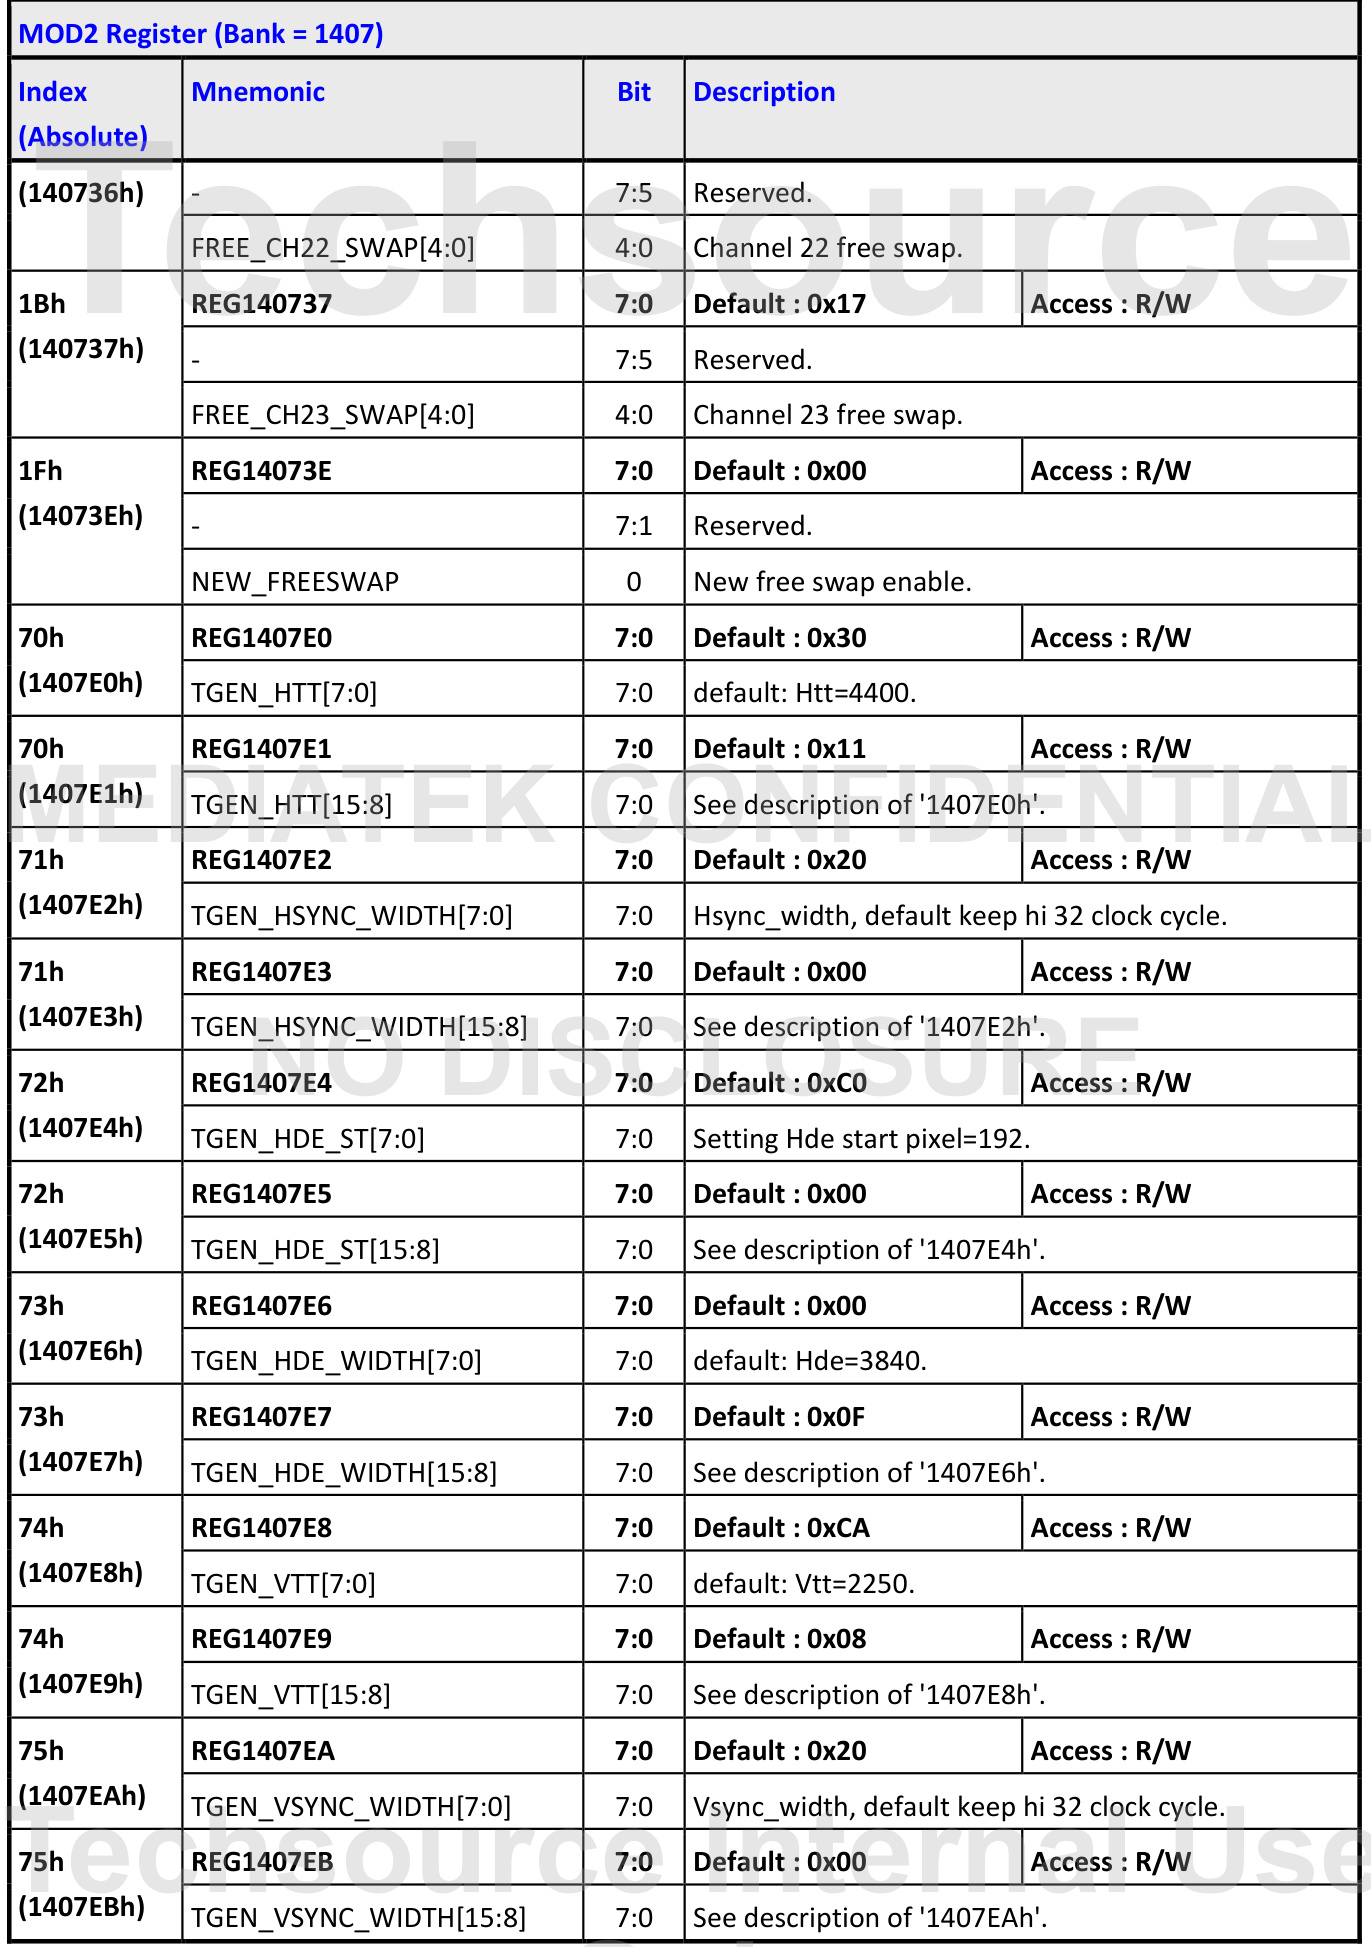 MOD2 Register (Bank = 1407)
Index (Absolute) Mnemonic Bit Description
(140736h) - 7:5 Reserved.
FREE_CH22_SWAP[4:0] 4:0 Channel 22 free swap.
1Bh (140737h) REG140737 7:0 Default : 0x17 Access : R/W
- 7:5 Reserved.
FREE_CH23_SWAP[4:0] 4:0 Channel 23 free swap.
1Fh (14073Eh) REG14073E 7:0 Default : 0x00 Access : R/W
- 7:1 Reserved.
NEW_FREESWAP 0 New free swap enable.
70h (1407E0h) REG1407E0 7:0 Default : 0x30 Access : R/W
TGEN_HTT[7:0] 7:0 default: Htt=4400.
70h (1407E1h) REG1407E1 7:0 Default : 0x11 Access : R/W
TGEN_HTT[15:8] 7:0 See description of '1407E0h'.
71h (1407E2h) REG1407E2 7:0 Default : 0x20 Access : R/W
TGEN_HSYNC_WIDTH[7:0] 7:0 Hsync_width, default keep hi 32 clock cycle.
71h (1407E3h) REG1407E3 7:0 Default : 0x00 Access : R/W
TGEN_HSYNC_WIDTH[15:8] 7:0 See description of '1407E2h'.
72h (1407E4h) REG1407E4 7:0 Default : 0xC0 Access : R/W
TGEN_HDE_ST[7:0] 7:0 Setting Hde start pixel=192.
72h (1407E5h) REG1407E5 7:0 Default : 0x00 Access : R/W
TGEN_HDE_ST[15:8] 7:0 See description of '1407E4h'.
73h (1407E6h) REG1407E6 7:0 Default : 0x00 Access : R/W
TGEN_HDE_WIDTH[7:0] 7:0 default: Hde=3840.
73h (1407E7h) REG1407E7 7:0 Default : 0x0F Access : R/W
TGEN_HDE_WIDTH[15:8] 7:0 See description of '1407E6h'.
74h (1407E8h) REG1407E8 7:0 Default : 0xCA Access : R/W
TGEN_VTT[7:0] 7:0 default: Vtt=2250.
74h (1407E9h) REG1407E9 7:0 Default : 0x08 Access : R/W
TGEN_VTT[15:8] 7:0 See description of '1407E8h'.
75h (1407EAh) REG1407EA 7:0 Default : 0x20 Access : R/W
TGEN_VSYNC_WIDTH[7:0] 7:0 Vsync_width, default keep hi 32 clock cycle.
75h (1407EBh) REG1407EB 7:0 Default : 0x00 Access : R/W
TGEN_VSYNC_WIDTH[15:8] 7:0 See description of '1407EAh'.
Techsource
MEDIATEK CONFIDENTIAL
NO DISCLOSURE
Techsource Internal Use